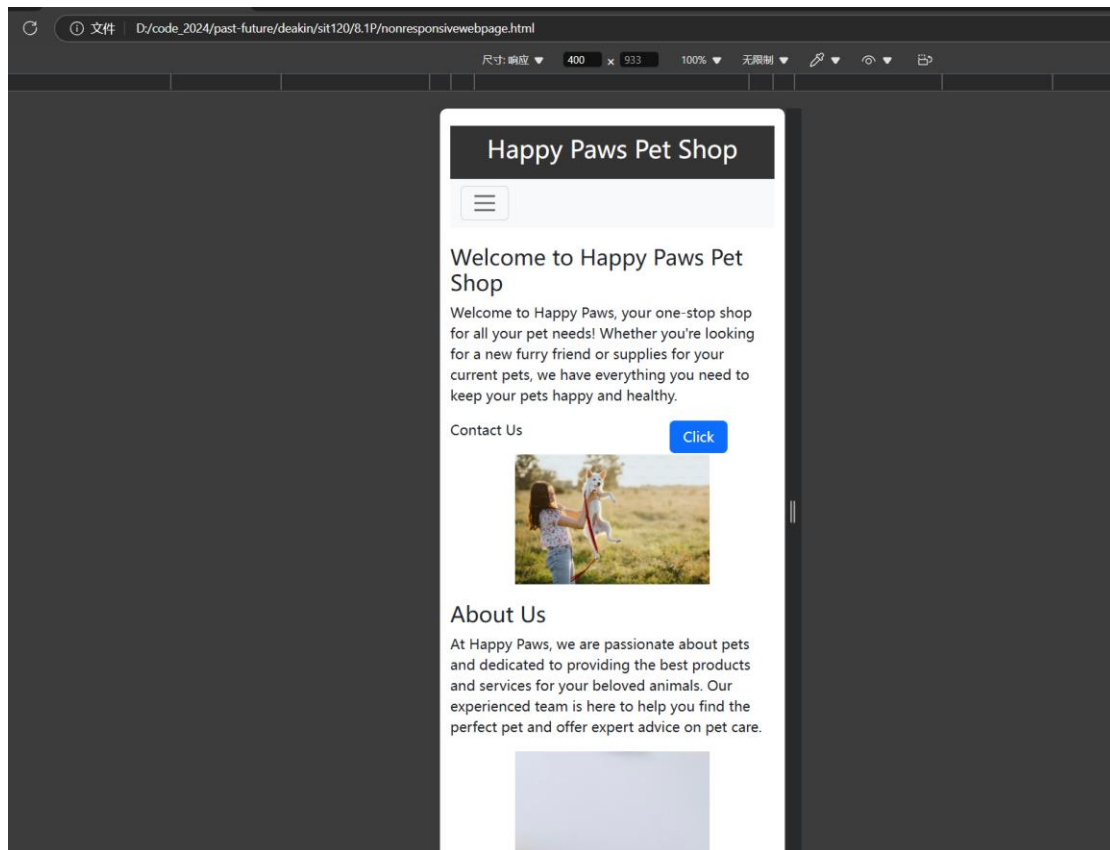 文件 D:/code_2024/past-future/deakin/sit120/8.1P/nonresponsivewebpage.html
尺寸: 响应 400 x 933 100% 无限制
Happy Paws Pet Shop
Welcome to Happy Paws Pet
Shop
Welcome to Happy Paws, your one-stop shop
for all your pet needs! Whether you're looking
for a new furry friend or supplies for your
current pets, we have everything you need to
keep your pets happy and healthy.
Contact Us
Click
About Us
At Happy Paws, we are passionate about pets
and dedicated to providing the best products
and services for your beloved animals. Our
experienced team is here to help you find the
perfect pet and offer expert advice on pet care.